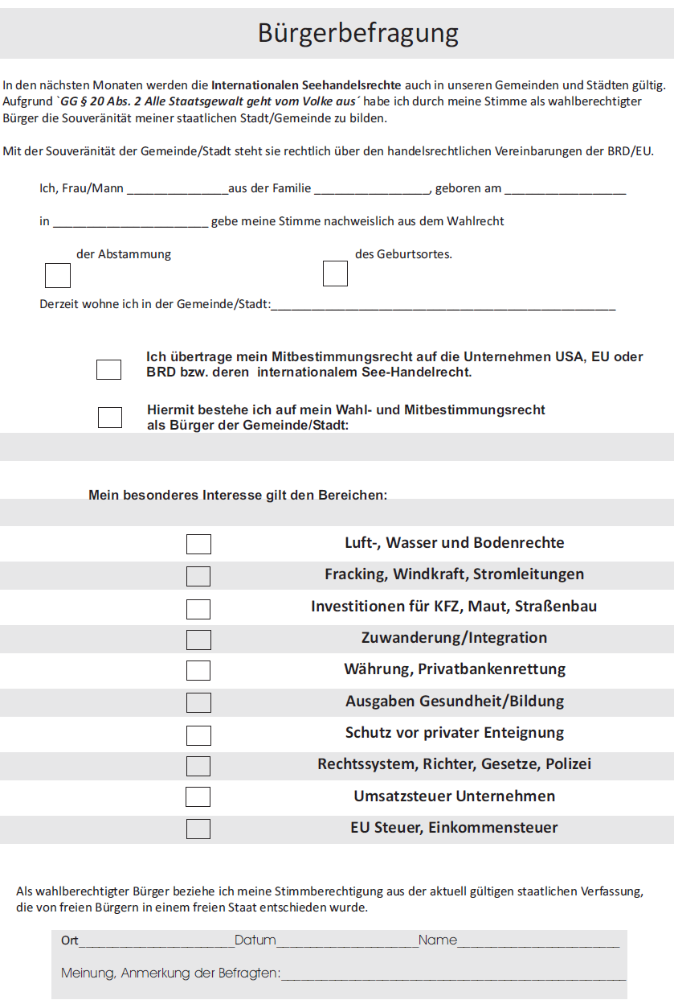 Bürgerbefragung
In den nächsten Monaten werden die Internationalen Seehandelsrechte auch in unseren Gemeinden und Städten gültig.
Aufgrund `GG § 20 Abs. 2 Alle Staatsgewalt geht vom Volke aus´ habe ich durch meine Stimme als wahlberechtigter
Bürger die Souveränität meiner staatlichen Stadt/Gemeinde zu bilden.
Mit der Souveränität der Gemeinde/Stadt steht sie rechtlich über den handelsrechtlichen Vereinbarungen der BRD/EU.
Ich, Frau/Mann _______________aus der Familie _________________, geboren am __________________
in _______________________ gebe meine Stimme nachweislich aus dem Wahlrecht
der Abstammung des Geburtsortes.
Derzeit wohne ich in der Gemeinde/Stadt:___________________________________________________
Ich übertrage mein Mitbestimmungsrecht auf die Unternehmen USA, EU oder
BRD bzw. deren internationalem See-Handelrecht.
Hiermit bestehe ich auf mein Wahl- und Mitbestimmungsrecht
als Bürger der Gemeinde/Stadt:
Mein besonderes Interesse gilt den Bereichen:
Luft-, Wasser und Bodenrechte
Fracking, Windkraft, Stromleitungen
Investitionen für KFZ, Maut, Straßenbau
Zuwanderung/Integration
Währung, Privatbankenrettung
Ausgaben Gesundheit/Bildung
Schutz vor privater Enteignung
Rechtssystem, Richter, Gesetze, Polizei
Umsatzsteuer Unternehmen
EU Steuer, Einkommensteuer
Als wahlberechtigter Bürger beziehe ich meine Stimmberechtigung aus der aktuell gültigen staatlichen Verfassung,
die von freien Bürgern in einem freien Staat entschieden wurde.
Ort_______________________Datum_____________________Name________________________
Meinung, Anmerkung der Befragten:___________________________________________________